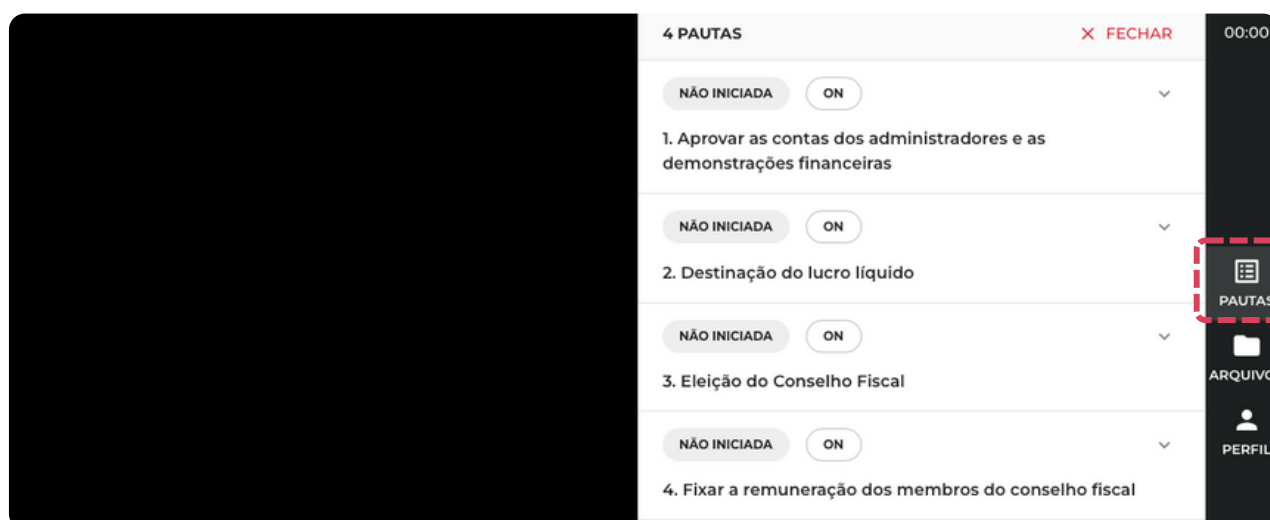 4 PAUTAS
× FECHAR
00:00
NÃO INICIADA
ON
1. Aprovar as contas dos administradores e as
demonstrações financeiras
NÃO INICIADA
ON
2. Destinação do lucro líquido
NÃO INICIADA
ON
3. Eleição do Conselho Fiscal
NÃO INICIADA
ON
4. Fixar a remuneração dos membros do conselho fiscal
PAUTAS
ARQUIVO
PERFIL